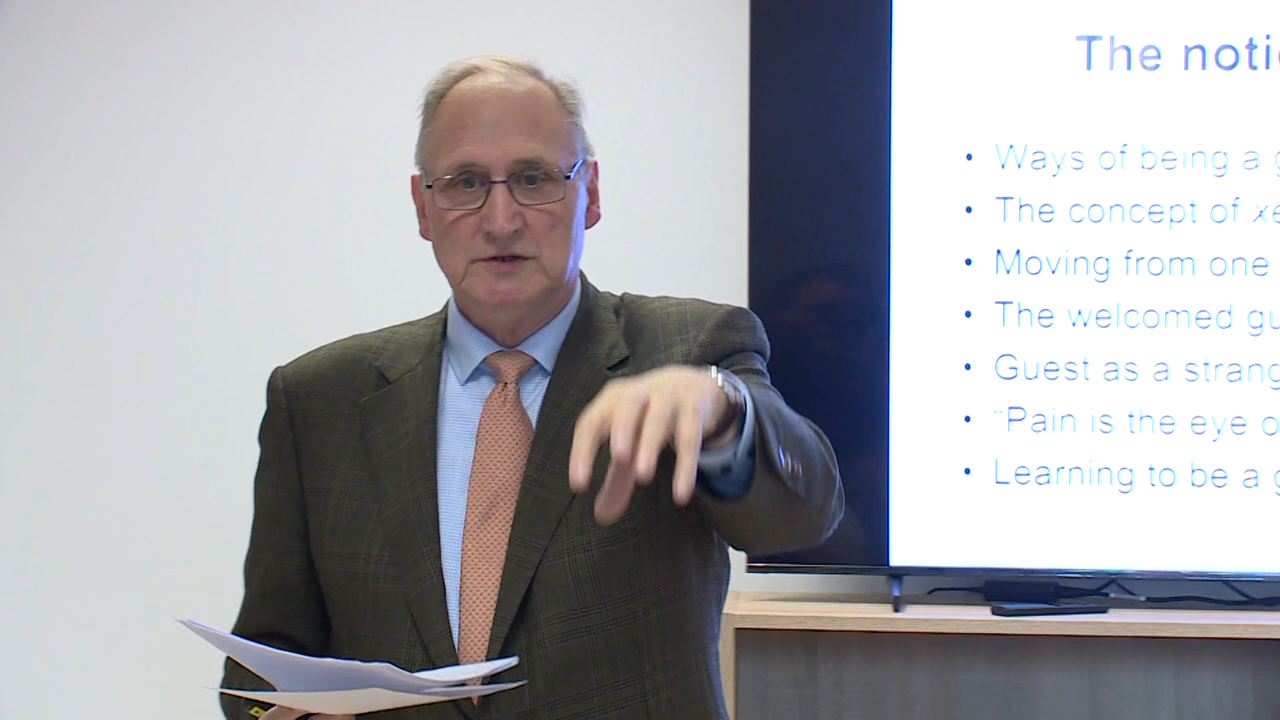 The noti
• Ways of being a g
• The concept of xe
• Moving from one
• The welcomed gu
• Guest as a strang
• "Pain is the eye o
• Learning to be a g